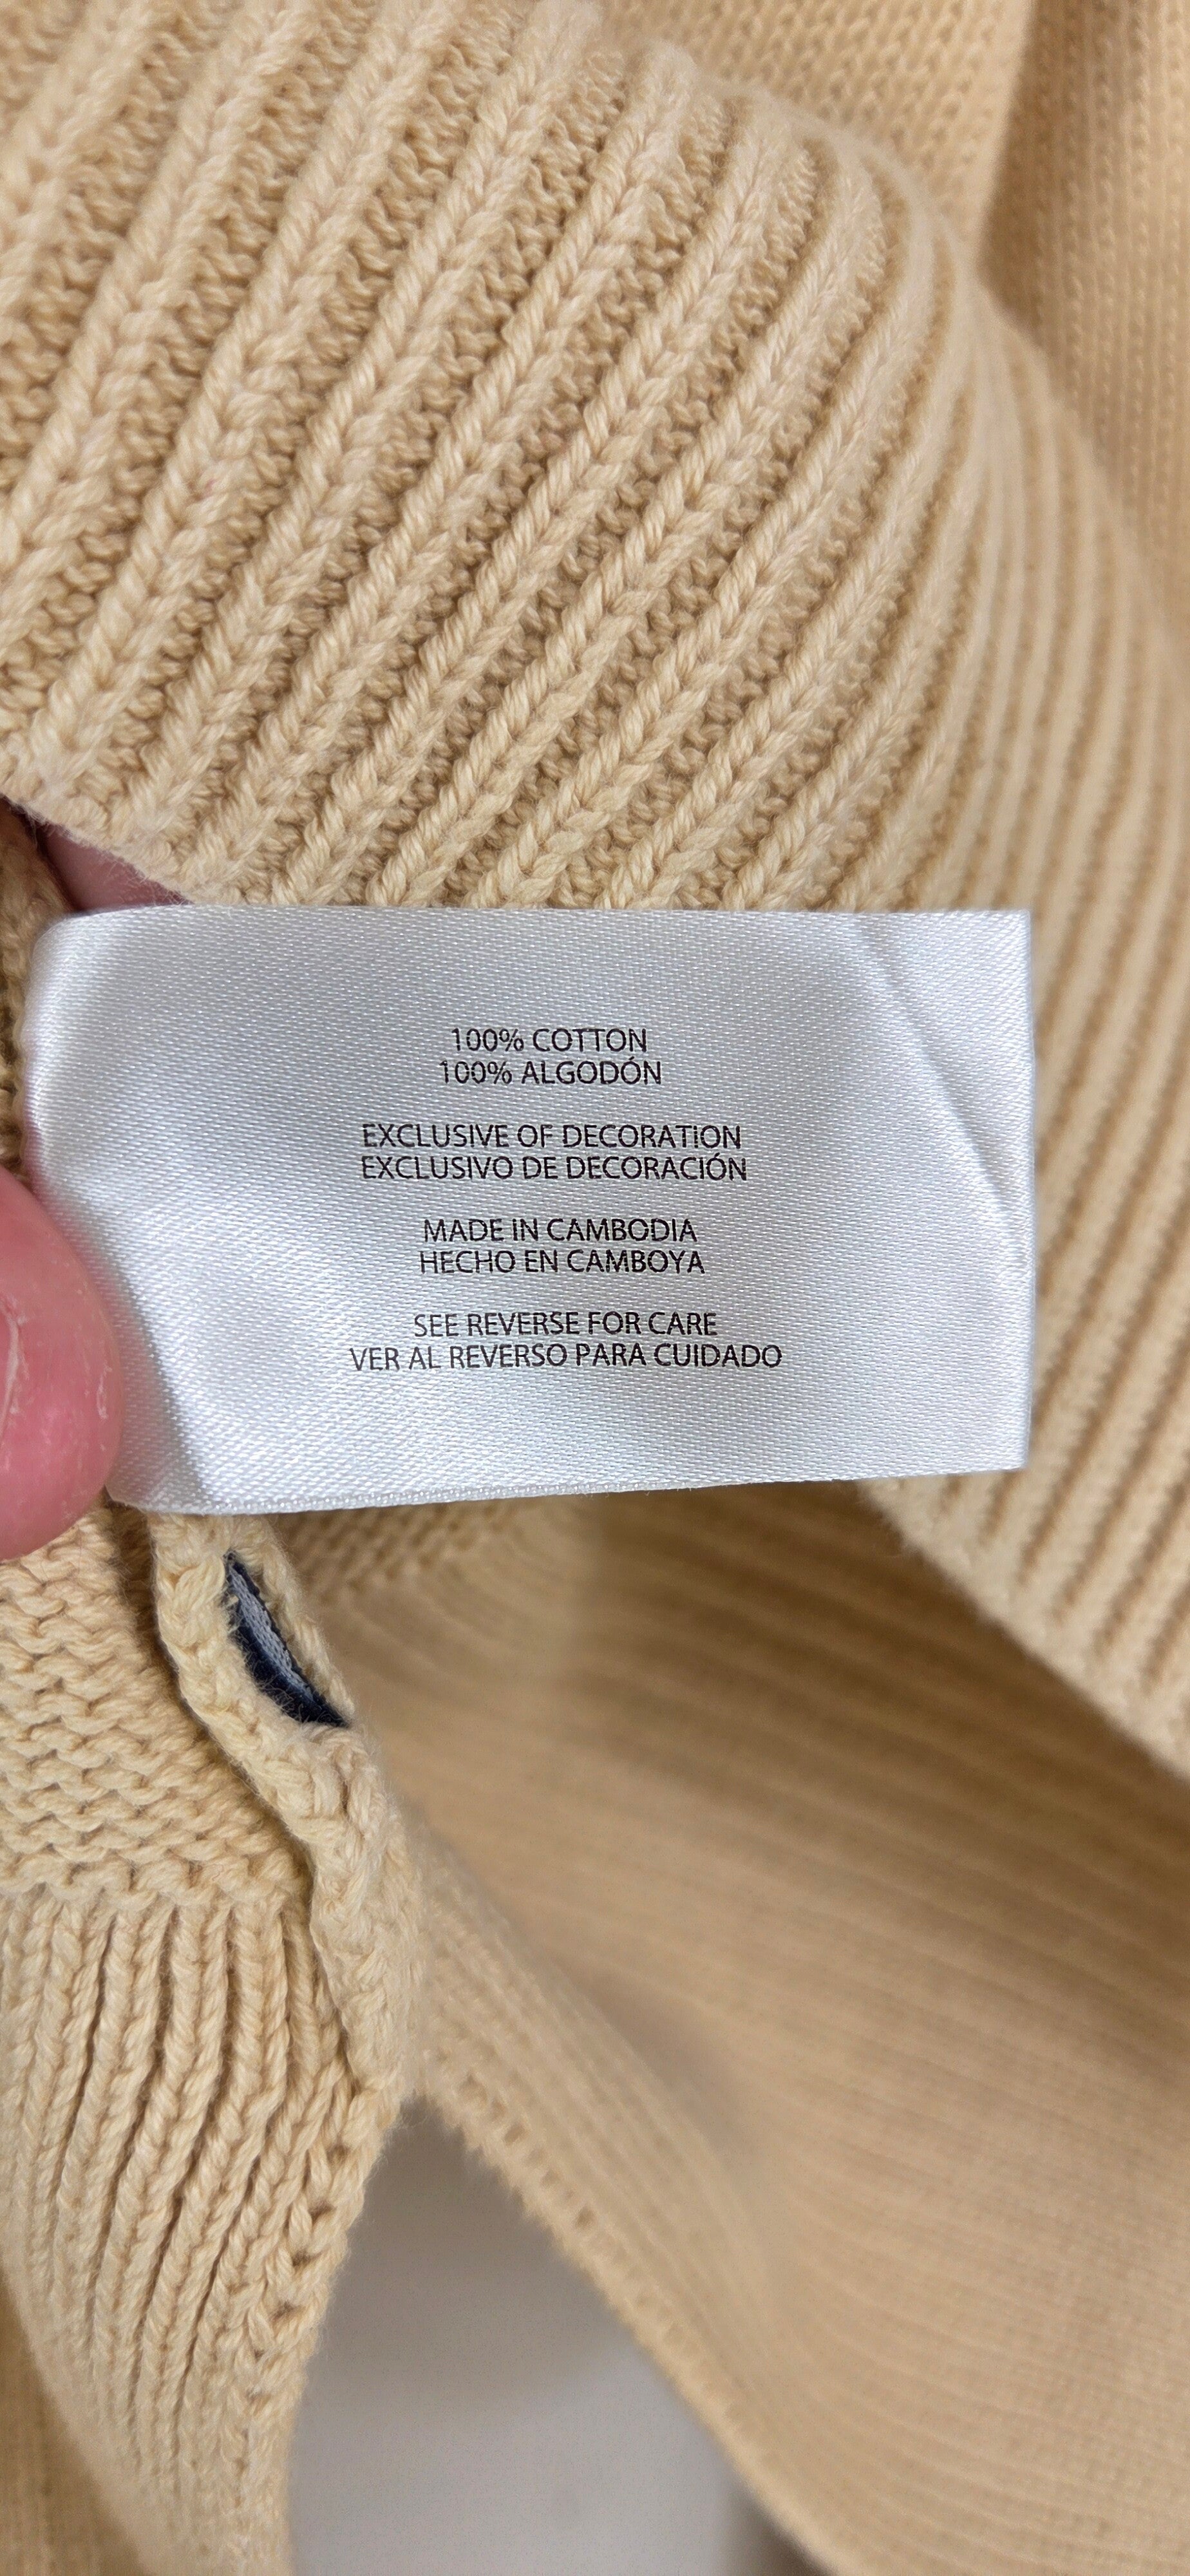 100% COTTON
100% ALGODÓN
EXCLUSIVE OF DECORATION
EXCLUSIVO DE DECORACIÓN
MADE IN CAMBODIA
HECHO EN CAMBOYA
SEE REVERSE FOR CARE
VER AL REVERSO PARA CUIDADO